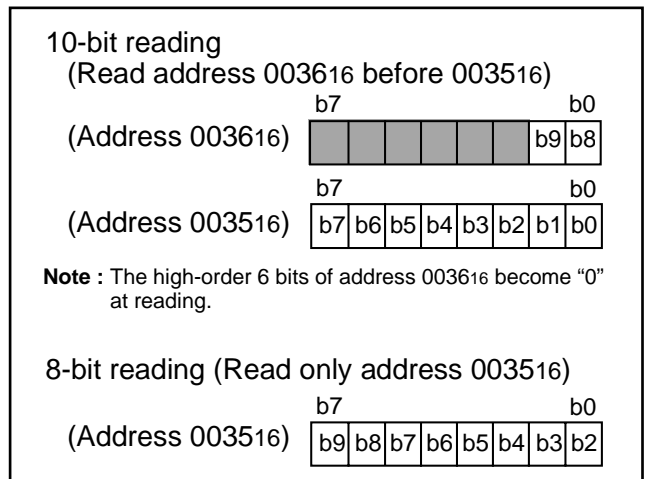 10-bit reading
(Read address 003616 before 003516)
b7 b0
(Address 003616) b9 b8
b7 b0
(Address 003516) b7 b6 b5 b4 b3 b2 b1 b0
Note : The high-order 6 bits of address 003616 become “0”
at reading.
8-bit reading (Read only address 003516)
b7 b0
(Address 003516) b9 b8 b7 b6 b5 b4 b3 b2